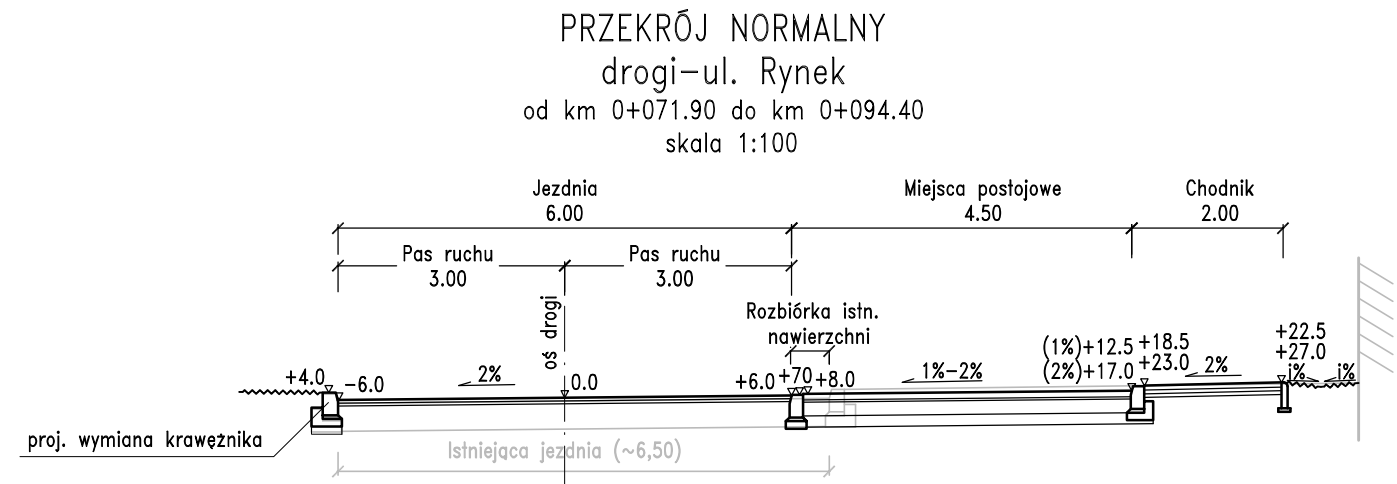 PRZEKRÓJ NORMALNY
drogi-ul. Rynek
od km 0+071.90 do km 0+094.40
skala 1:100
Jezdnia
6.00
Miejsca postojowe
4.50
Chodnik
2.00
Pas ruchu
3.00
Pas ruchu
3.00
oś drogi
Rozbiórka istn.
nawierzchni
+4.0
-6.0
2%
0.0
+6.0
+70
+8.0
1%-2%
(1%)+12.5
(2%)+17.0
+18.5
+23.0
2%
+22.5
+27.0
i%
i%
proj. wymiana krawężnika
Istniejąca jezdnia (~6,50)